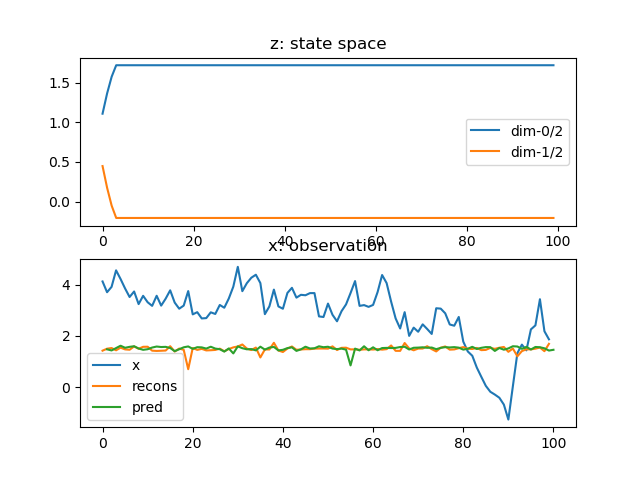 z: state space
1.5
1.0
0.5
0.0
dim-0/2
dim-1/2
0 20 40 60 80 100
x: observation
4
2
0
x
recons
pred
0 20 40 60 80 100